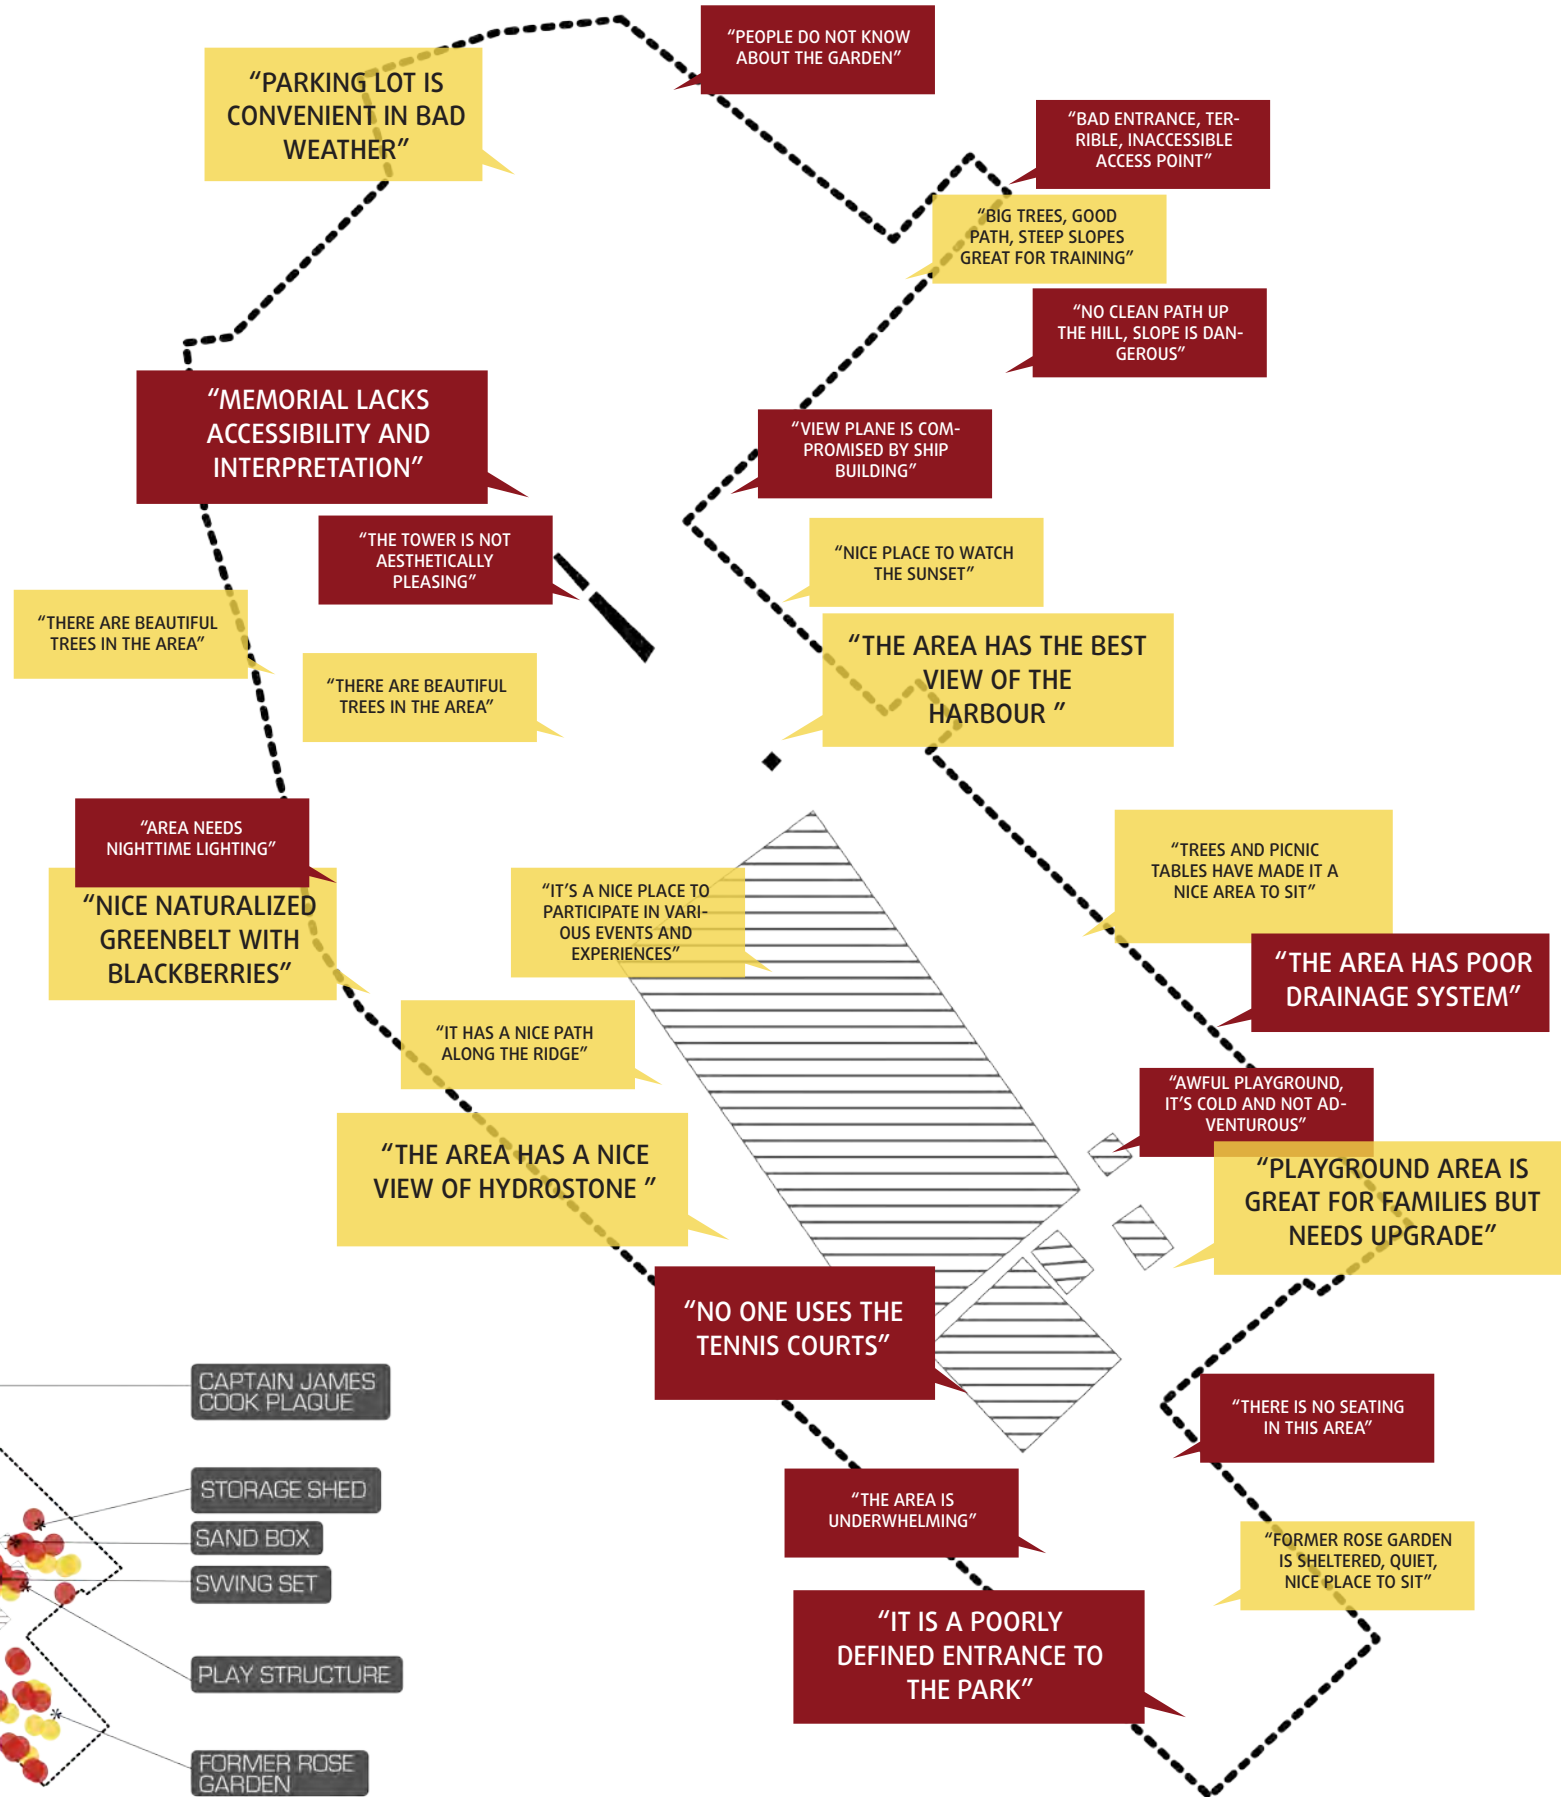 “PEOPLE DO NOT KNOW
ABOUT THE GARDEN”
“PARKING LOT IS
CONVENIENT IN BAD
WEATHER”
“BAD ENTRANCE, TER-
RIBLE, INACCESSIBLE
ACCESS POINT”
“BIG TREES, GOOD
PATH, STEEP SLOPES
GREAT FOR TRAINING”
“NO CLEAN PATH UP
THE HILL, SLOPE IS DAN-
GEROUS”
“MEMORIAL LACKS
ACCESSIBILITY AND
INTERPRETATION”
“VIEW PLANE IS COM-
PROMISED BY SHIP
BUILDING”
“THE TOWER IS NOT
AESTHETICALLY
PLEASING”
“NICE PLACE TO WATCH
THE SUNSET”
“THERE ARE BEAUTIFUL
TREES IN THE AREA”
“THE AREA HAS THE BEST
VIEW OF THE
HARBOUR ”
“THERE ARE BEAUTIFUL
TREES IN THE AREA”
“AREA NEEDS
NIGHTTIME LIGHTING”
“NICE NATURALIZED
GREENBELT WITH
BLACKBERRIES”
“IT’S A NICE PLACE TO
PARTICIPATE IN VARI-
OUS EVENTS AND
EXPERIENCES”
“TREES AND PICNIC
TABLES HAVE MADE IT A
NICE AREA TO SIT”
“THE AREA HAS POOR
DRAINAGE SYSTEM”
“IT HAS A NICE PATH
ALONG THE RIDGE”
“AWFUL PLAYGROUND,
IT’S COLD AND NOT AD-
VENTUROUS”
“THE AREA HAS A NICE
VIEW OF HYDROSTONE ”
“PLAYGROUND AREA IS
GREAT FOR FAMILIES BUT
NEEDS UPGRADE”
“NO ONE USES THE
TENNIS COURTS”
“THERE IS NO SEATING
IN THIS AREA”
“THE AREA IS
UNDERWHELMING”
“FORMER ROSE GARDEN
IS SHELTERED, QUIET,
NICE PLACE TO SIT”
“IT IS A POORLY
DEFINED ENTRANCE TO
THE PARK”
CAPTAIN JAMES
COOK PLAQUE
STORAGE SHED
SAND BOX
SWING SET
PLAY STRUCTURE
FORMER ROSE
GARDEN